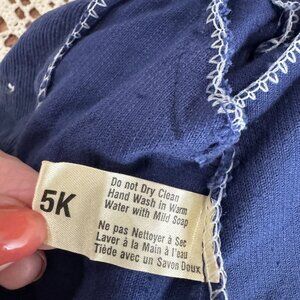 5K
Do not Dry Clean
Hand Wash in Warm
Water with Mild Soap
Ne pas Nettoyer à Sec
Laver à la Main à l'eau
Tiède avec un Savon Doux